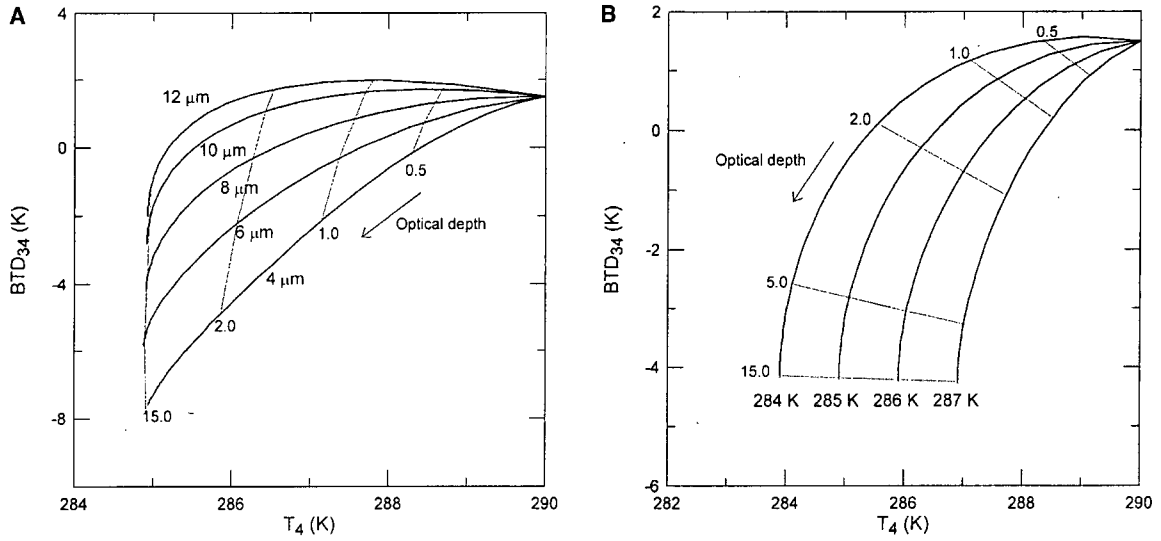 A
4
0
-4
-8
BTD34 (K)
12 μm
10 μm
8 μm
6 μm
4 μm
0.5
1.0
2.0
15.0
Optical depth
284
286
288
290
T4 (K)
B
2
0
-2
-4
-6
BTD34 (K)
0.5
1.0
2.0
5.0
15.0
Optical depth
284 K
285 K
286 K
287 K
282
284
286
288
290
T4 (K)